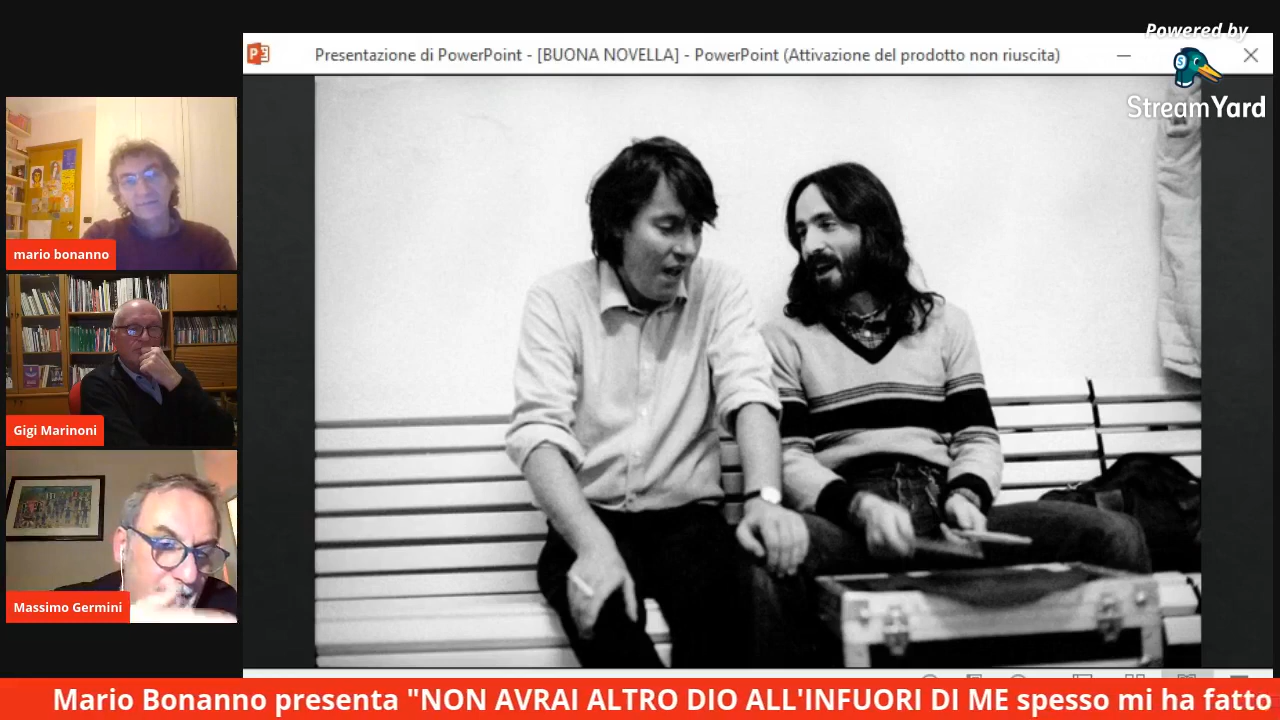 Powered by
Presentazione di PowerPoint - [BUONA NOVELLA] - PowerPoint (Attivazione del prodotto non riuscita)
StreamYard
mario bonanno
Gigi Marinoni
Massimo Germini
Mario Bonanno presenta "NON AVRAI ALTRO DIO ALL'INFUORI DI ME spesso mi ha fatto